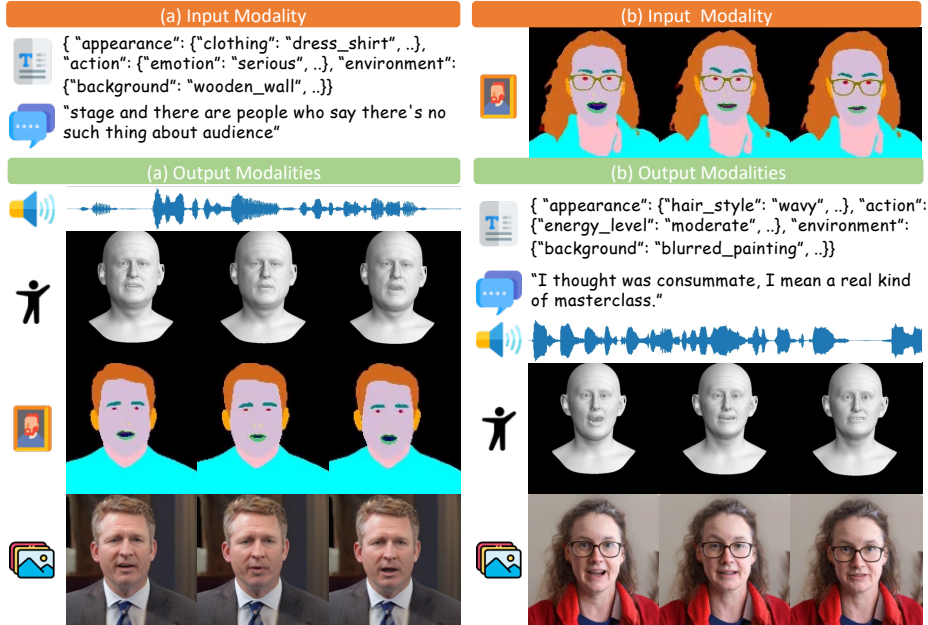 (a) Input Modality
{ “appearance”: {“clothing”: “dress_shirt”, ..},
“action”: {“emotion”: “serious”, ..}, “environment”:
{“background”: “wooden_wall”, ..}}
“stage and there are people who say there's no
such thing about audience”
(a) Output Modalities
(b) Input Modality
(b) Output Modalities
{ “appearance”: {“hair_style”: “wavy”, ..}, “action”:
{“energy_level”: “moderate”, ..}, “environment”:
{“background”: “blurred_painting”, ..}}
“I thought was consummate, I mean a real kind
of masterclass.”